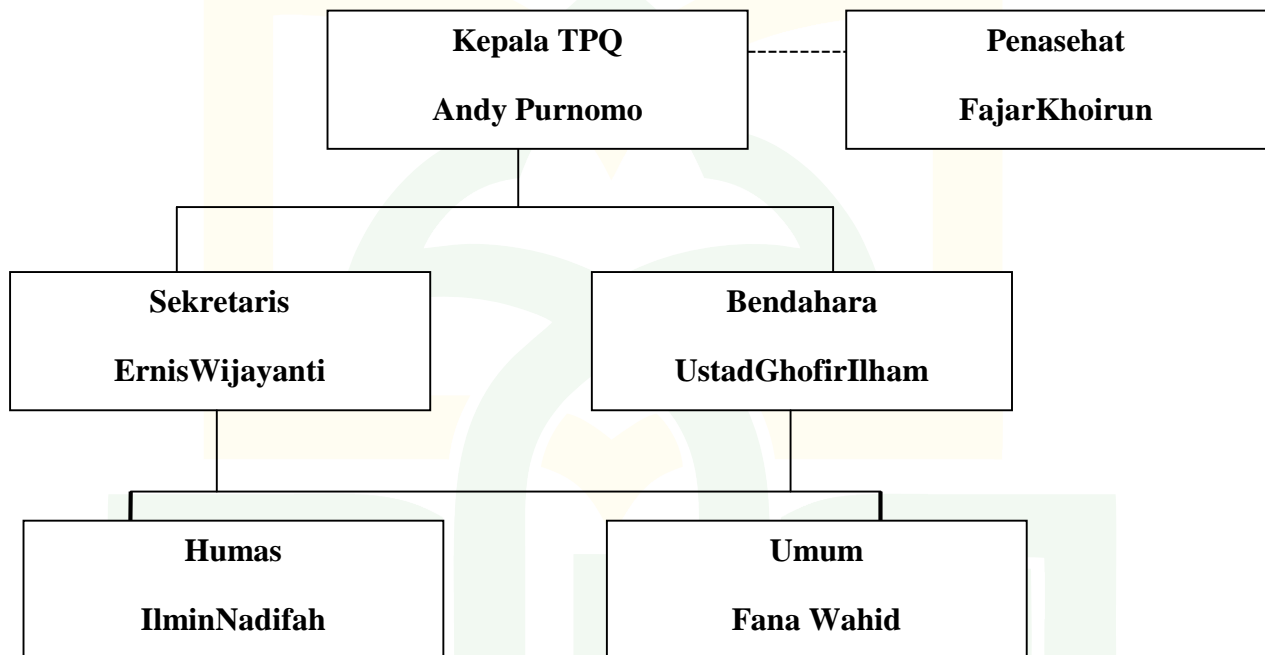 Kepala TPQ
Andy Purnomo
Penasehat
FajarKhoirun
Sekretaris
ErnisWijayanti
Bendahara
UstadGhofirIlham
Humas
IlminNadifah
Umum
Fana Wahid